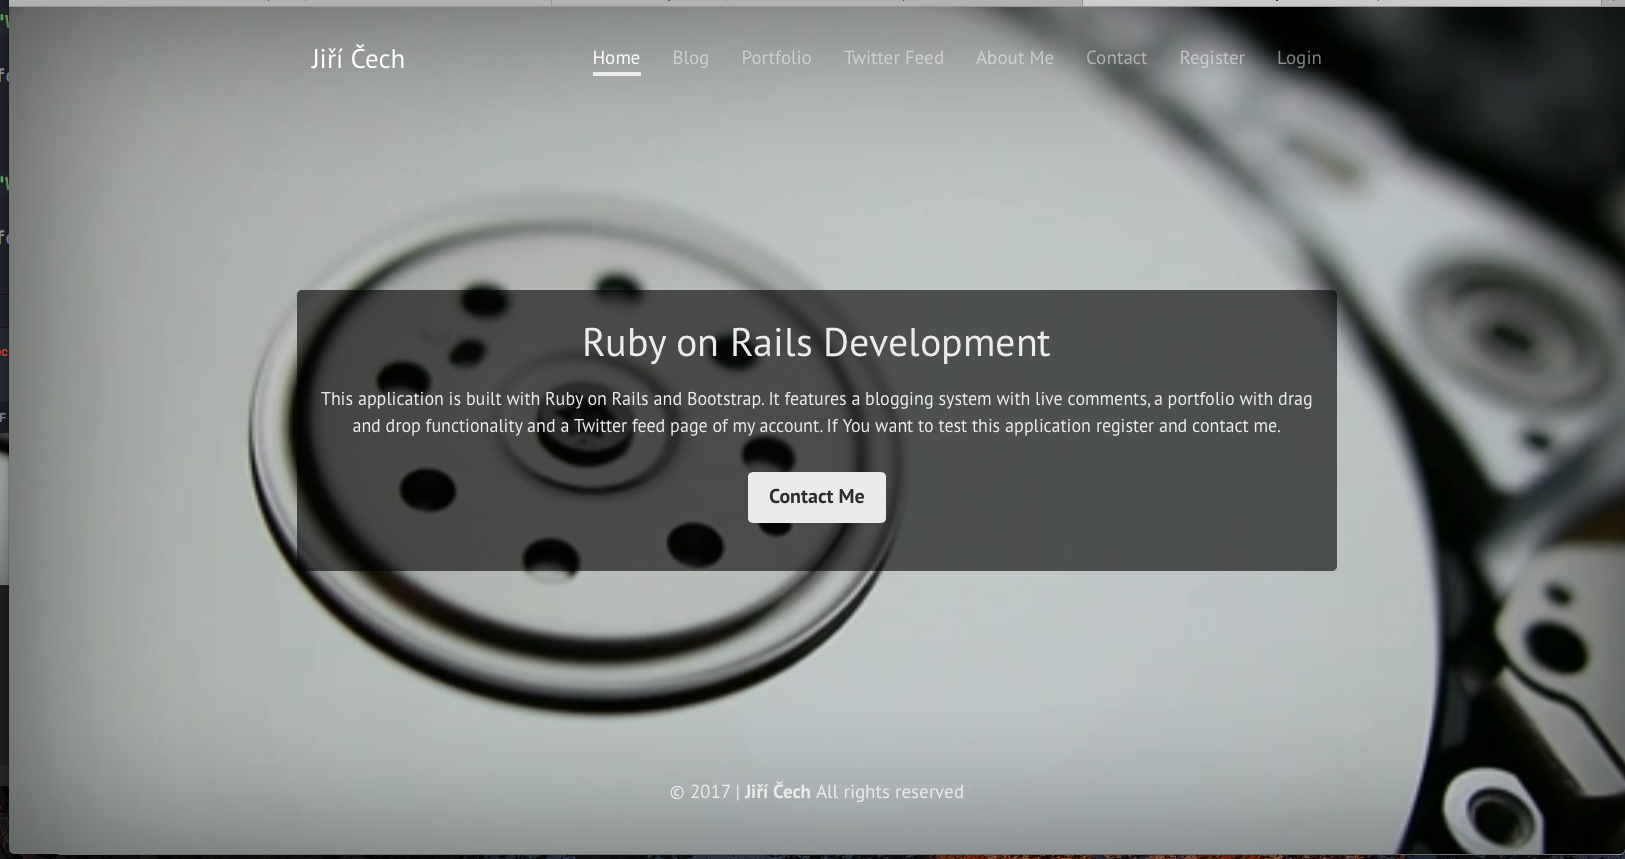 Jiří Čech
Home Blog Portfolio Twitter Feed About Me Contact Register Login
Ruby on Rails Development
This application is built with Ruby on Rails and Bootstrap. It features a blogging system with live comments, a portfolio with drag
and drop functionality and a Twitter feed page of my account. If You want to test this application register and contact me.
Contact Me
© 2017 | Jiří Čech All rights reserved